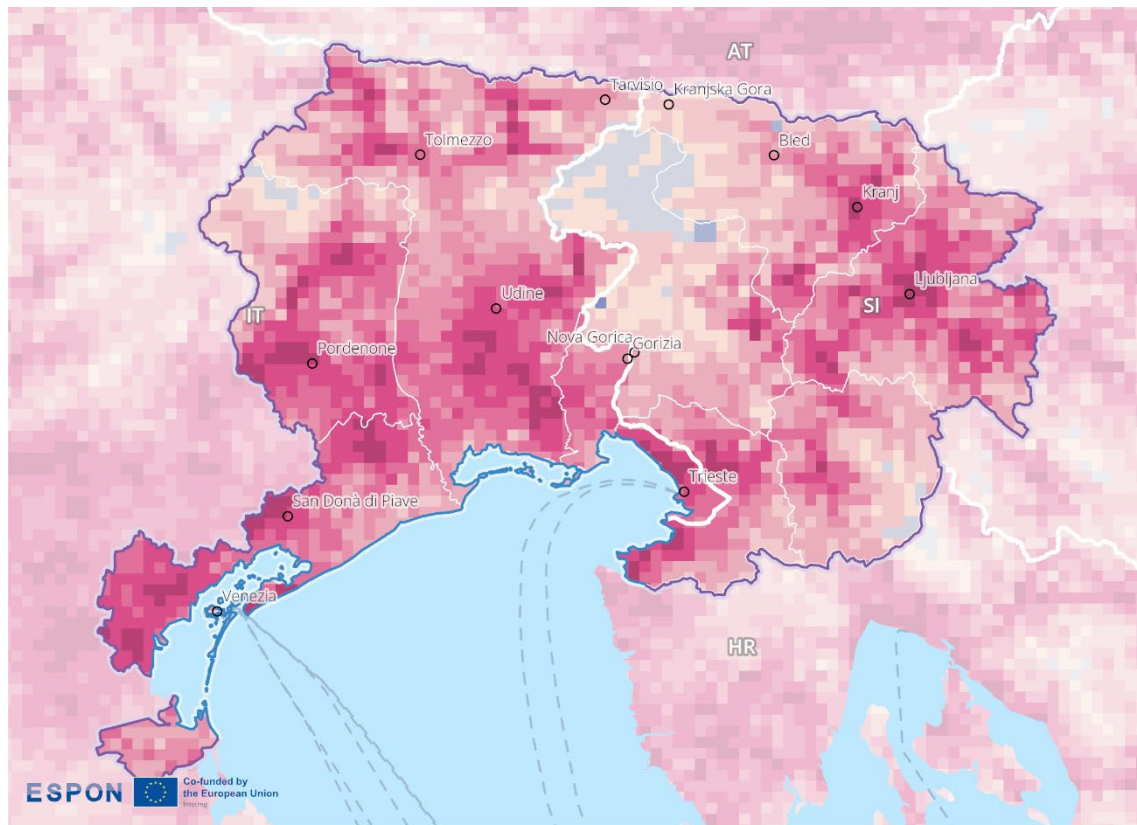 AT
Tarvisio
Kranjska Gora
Tolmezzo
Bled
Kranj
Ljubljana
IT
Udine
SI
Nova Gorica
Gorizia
Pordenone
Trieste
San Donà di Piave
Venezia
HR
ESPON
Co-funded by
the European Union
Interreg